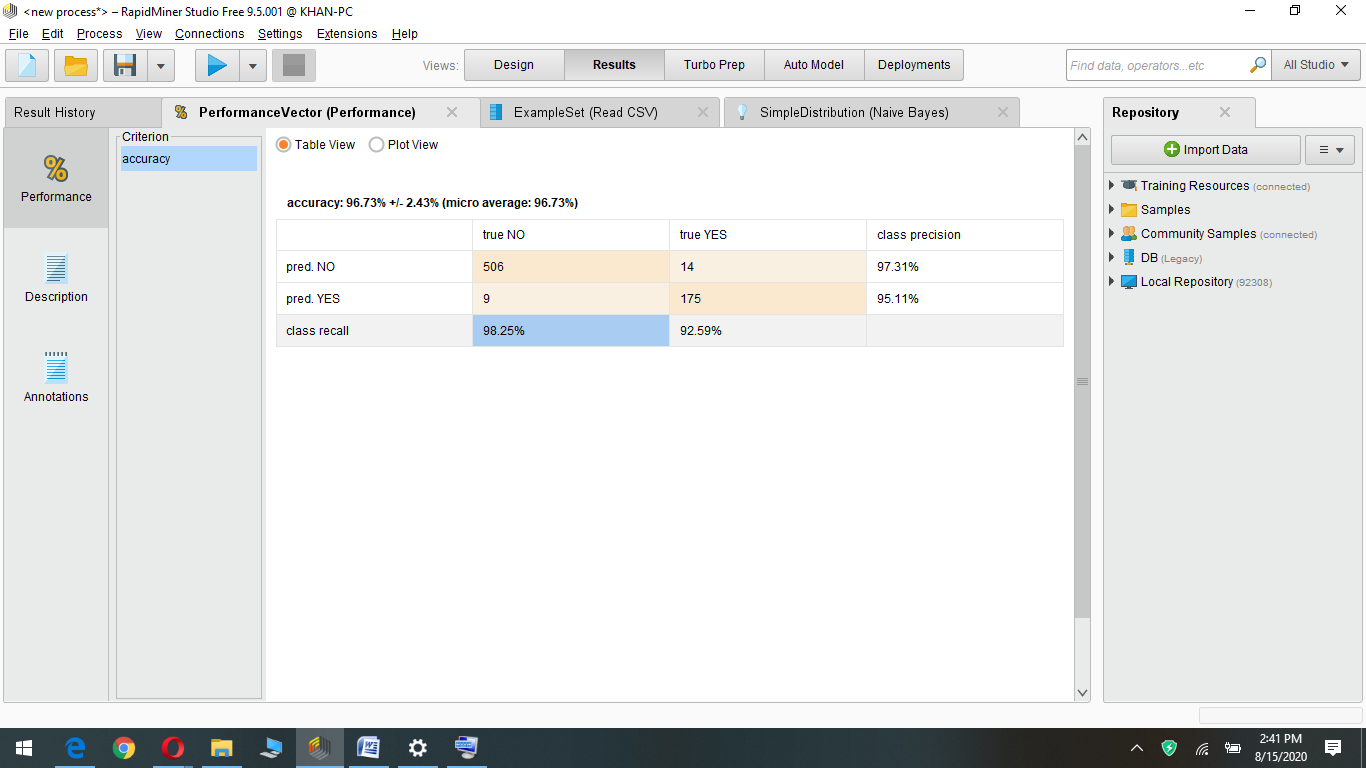 <new process*> – RapidMiner Studio Free 9.5.001 @ KHAN-PC
File Edit Process View Connections Settings Extensions Help
Views: Design Results Turbo Prep Auto Model Deployments Find data, operators...etc All Studio
Result History PerformanceVector (Performance) ExampleSet (Read CSV) SimpleDistribution (Naive Bayes) Repository
Performance
Description
Annotations
Criterion
accuracy
Table View Plot View
accuracy: 96.73% +/- 2.43% (micro average: 96.73%)
true NO true YES class precision
pred. NO 506 14 97.31%
pred. YES 9 175 95.11%
class recall 98.25% 92.59%
Import Data
Training Resources (connected)
Samples
Community Samples (connected)
DB (Legacy)
Local Repository (92308)
2:41 PM
8/15/2020